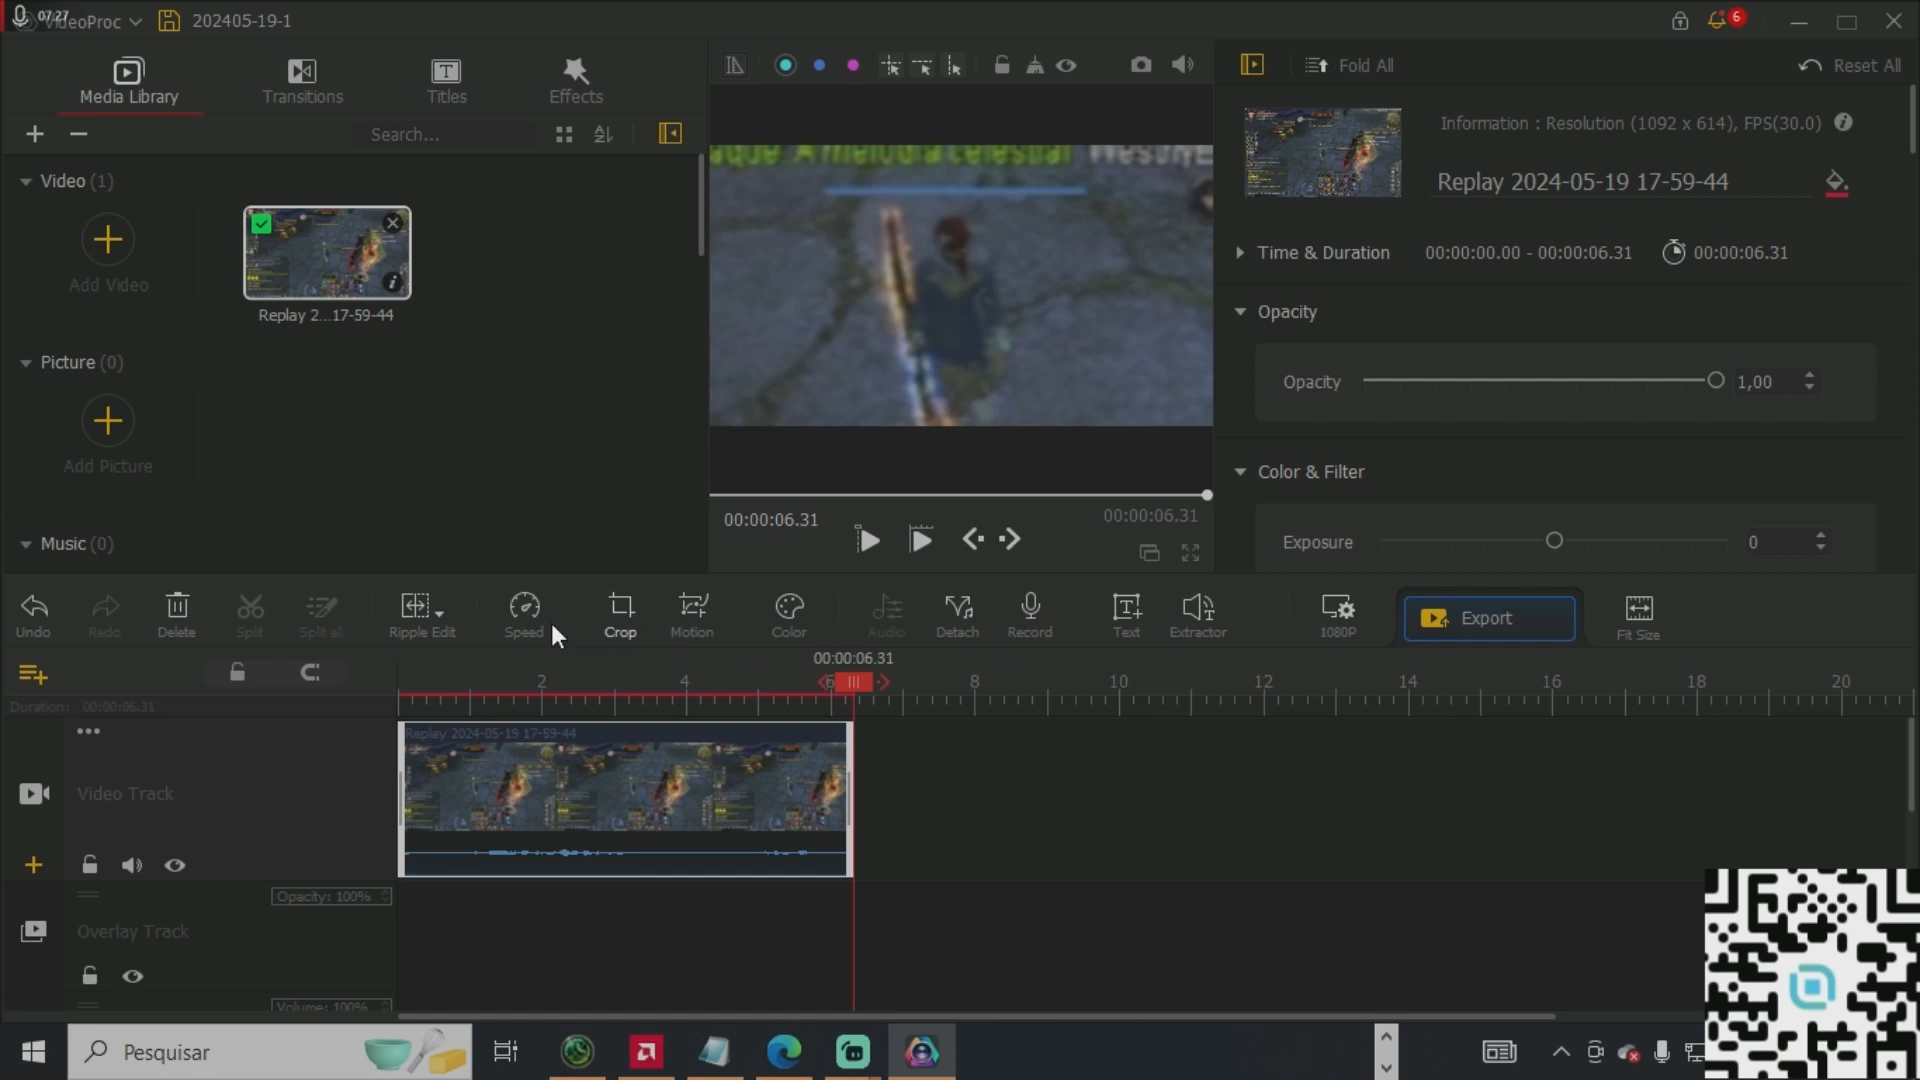 07:27
VideoProc
202405-19-1
6
Media Library
Transitions
Titles
Effects
Search...
Fold All
Reset All
Information : Resolution (1092 x 614), FPS(30.0)
Replay 2024-05-19 17-59-44
Video (1)
Add Video
Replay 2...17-59-44
Time & Duration 00:00:00.00 - 00:00:06.31 00:00:06.31
Opacity
Opacity 1,00
Picture (0)
Add Picture
Color & Filter
Exposure 0
Music (0)
00:00:06.31
00:00:06.31
Undo
Redo
Delete
Split
Split all
Ripple Edit
Speed
Crop
Motion
Color
Audio
Detach
Record
Text
Extractor
1080P
Export
Fit Size
00:00:06.31
2 4 6 8 10 12 14 16 18 20
Duration: 00:00:06.31
Replay 2024-05-19 17-59-44
Video Track
Opacity: 100%
Overlay Track
Volume: 100%
Pesquisar